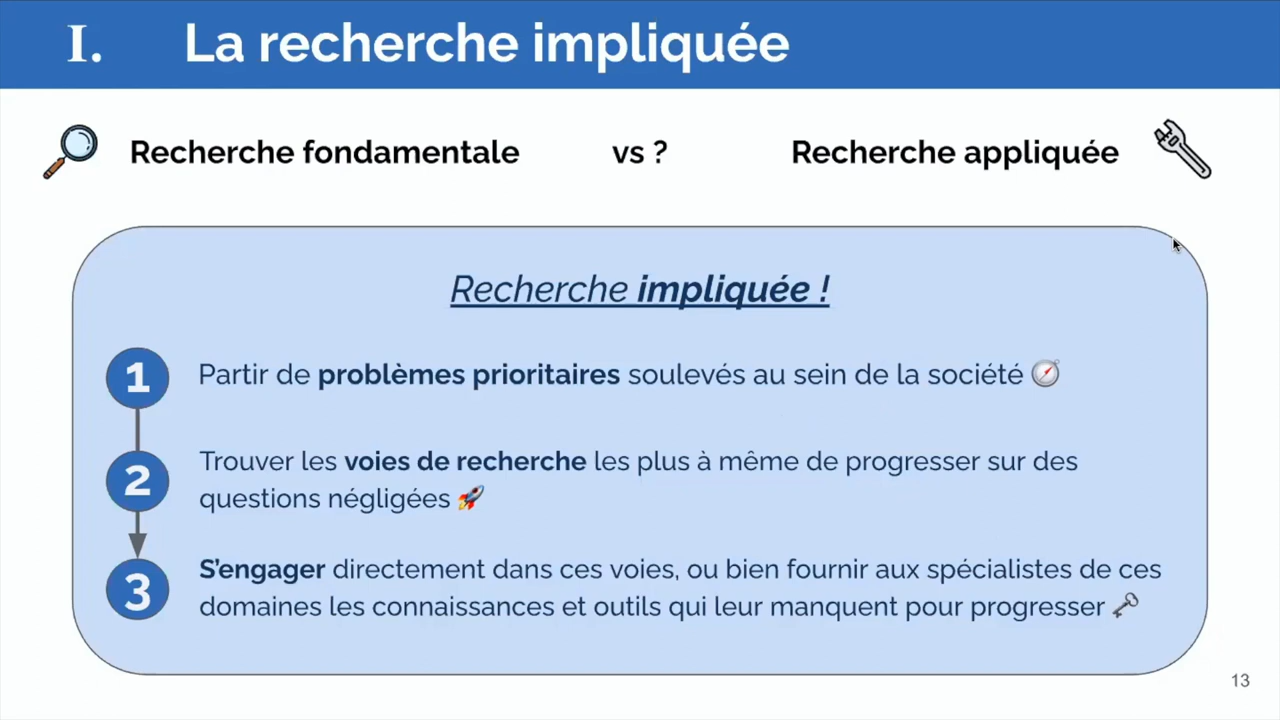 I. La recherche impliquée
Recherche fondamentale vs ? Recherche appliquée
Recherche impliquée !
1 Partir de problèmes prioritaires soulevés au sein de la société
2 Trouver les voies de recherche les plus à même de progresser sur des
questions négligées
3 S'engager directement dans ces voies, ou bien fournir aux spécialistes de ces
domaines les connaissances et outils qui leur manquent pour progresser
13